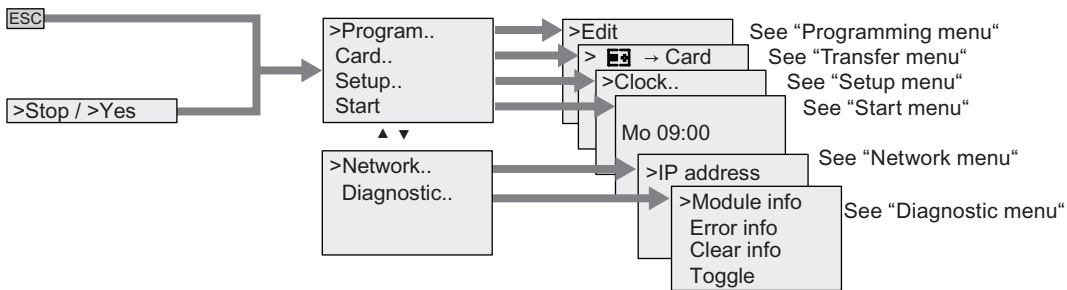 ESC
>Stop / >Yes
>Program..
Card..
Setup..
Start
▲ ▼
>Network..
Diagnostic..
>Edit
See “Programming menu“
> → Card
See “Transfer menu“
>Clock..
See “Setup menu“
See “Start menu“
Mo 09:00
See “Network menu“
>IP address
>Module info
See “Diagnostic menu“
Error info
Clear info
Toggle